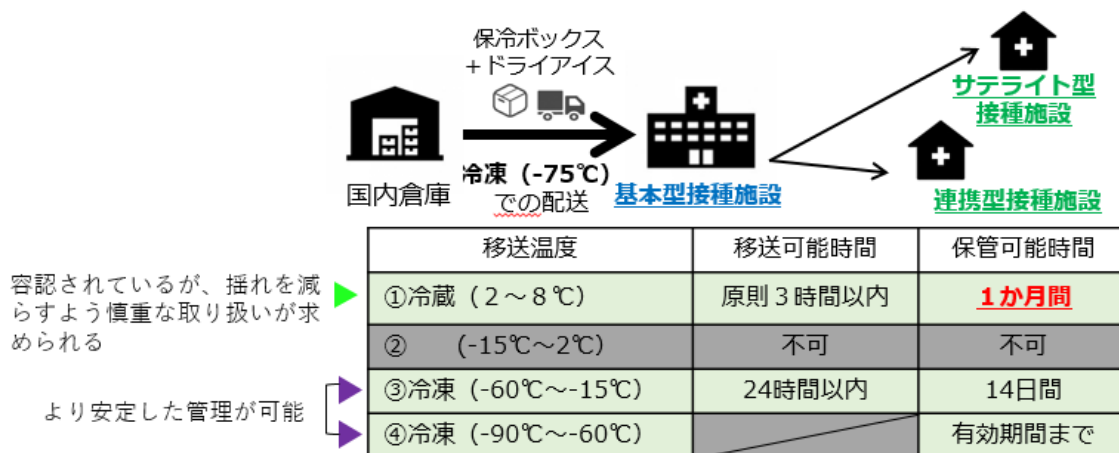 保冷ボックス
＋ドライアイス
サテライト型
接種施設
国内倉庫
冷凍（-75℃）
での配送
基本型接種施設
連携型接種施設
移送温度 移送可能時間 保管可能時間
容認されているが、揺れを減
らすよう慎重な取り扱いが求
められる
①冷蔵（２～８℃） 原則３時間以内 １か月間
② (-15℃～2℃) 不可 不可
より安定した管理が可能
③冷凍（-60℃～-15℃） 24時間以内 14日間
④冷凍（-90℃～-60℃） 有効期間まで